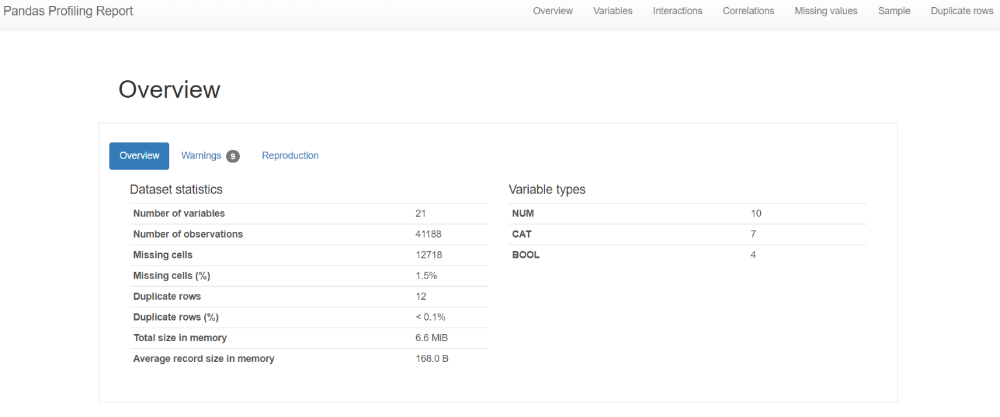 Pandas Profiling Report Overview Variables Interactions Correlations Missing values Sample Duplicate rows
Overview
Overview Warnings 9 Reproduction
Dataset statistics
Number of variables 21
Number of observations 41188
Missing cells 12718
Missing cells (%) 1.5%
Duplicate rows 12
Duplicate rows (%) < 0.1%
Total size in memory 6.6 MiB
Average record size in memory 168.0 B
Variable types
NUM 10
CAT 7
BOOL 4